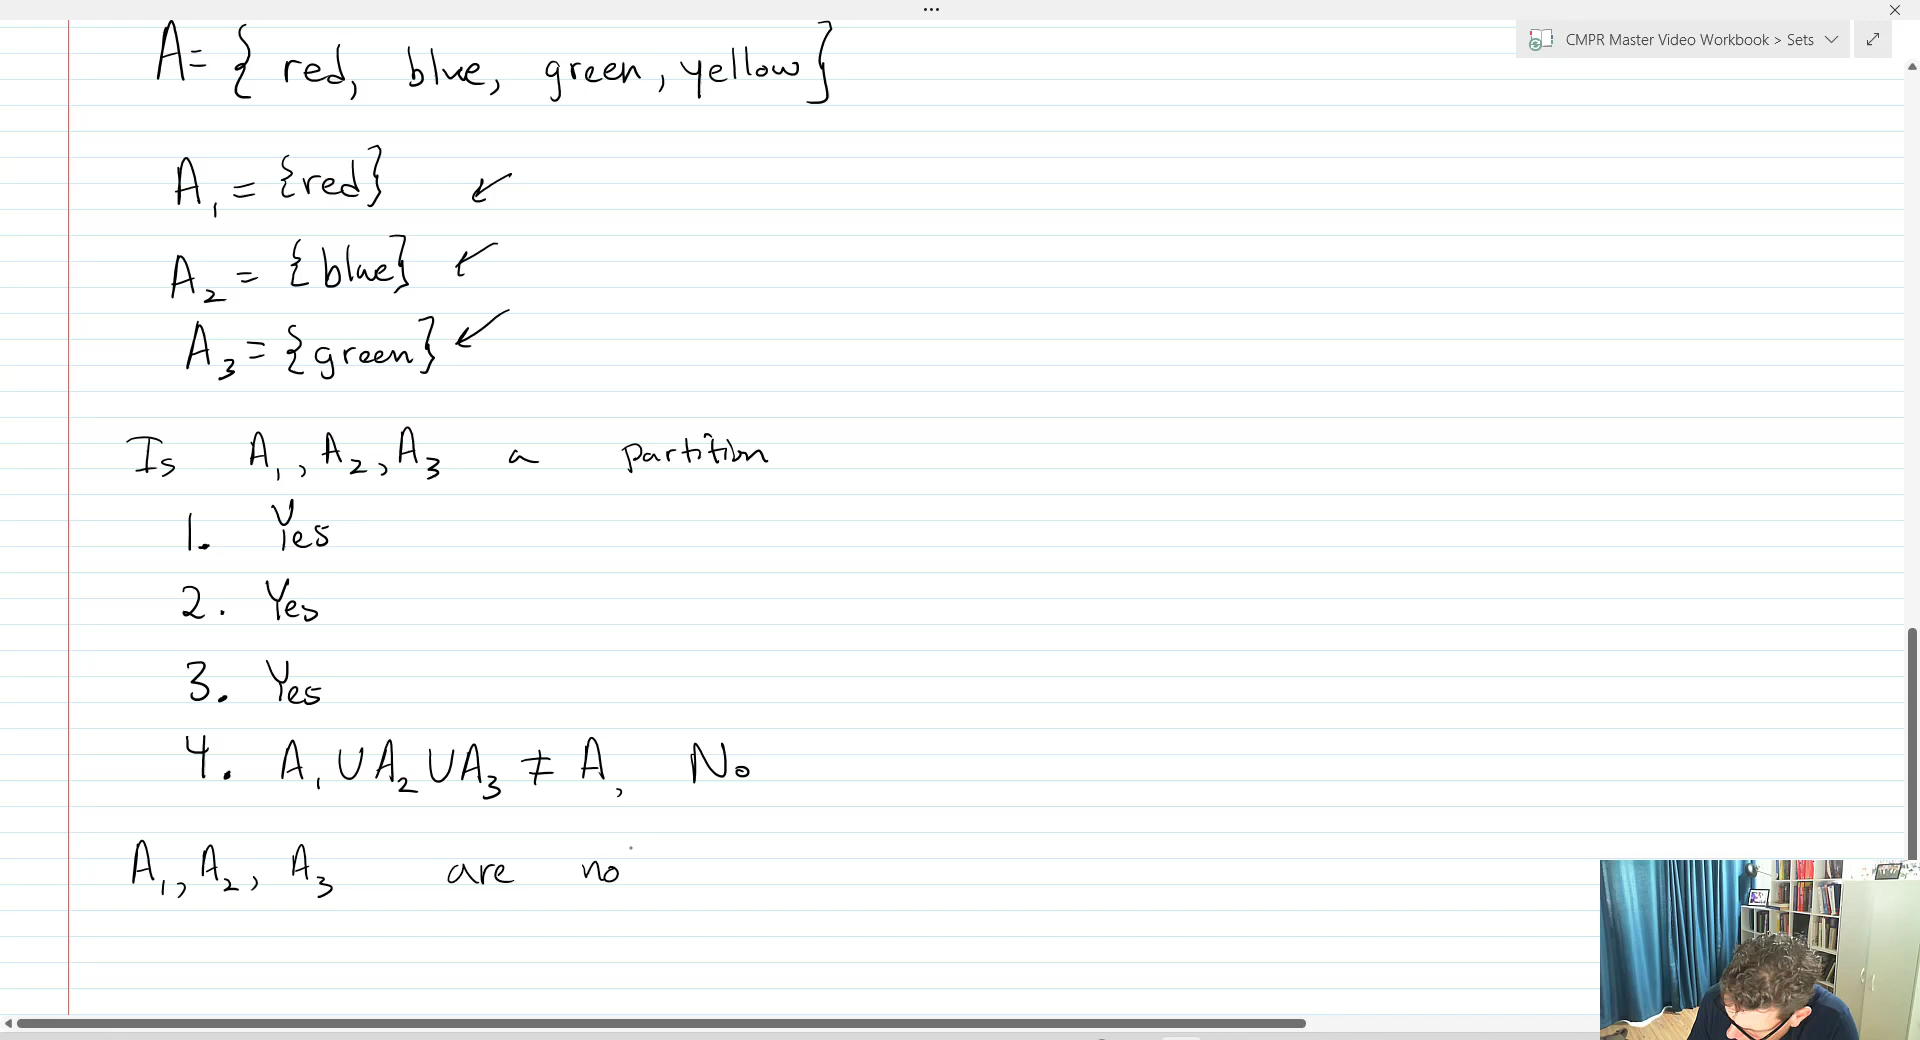 CMPR Master Video Workbook > Sets
A = { red, blue, green, yellow }
A₁ = {red}
A₂ = {blue}
A₃ = {green}
Is A₁, A₂, A₃ a partition
1. Yes
2. Yes
3. Yes
4. A₁ ∪ A₂ ∪ A₃ ≠ A, No
A₁, A₂, A₃ are no